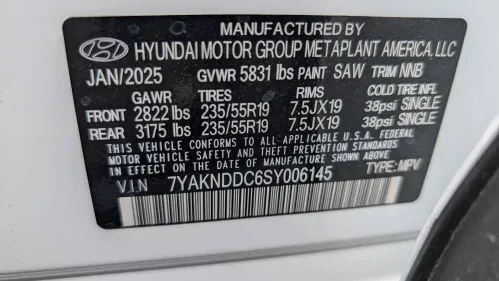 MANUFACTURED BY
HYUNDAI MOTOR GROUP METAPLANT AMERICA, LLC
JAN/2025 GVWR 5831 lbs PAINT SAW TRIM NNB
GAWR TIRES RIMS COLD TIRE INFL
FRONT 2822 lbs 235/55R19 7.5JX19 38psi SINGLE
REAR 3175 lbs 235/55R19 7.5JX19 38psi SINGLE
THIS VEHICLE CONFORMS TO ALL APPLICABLE U.S. FEDERAL
MOTOR VEHICLE SAFETY AND THEFT PREVENTION STANDARDS
IN EFFECT ON THE DATE OF MANUFACTURE SHOWN ABOVE.
VIN 7YAKNDDC6SY006145 TYPE: MPV